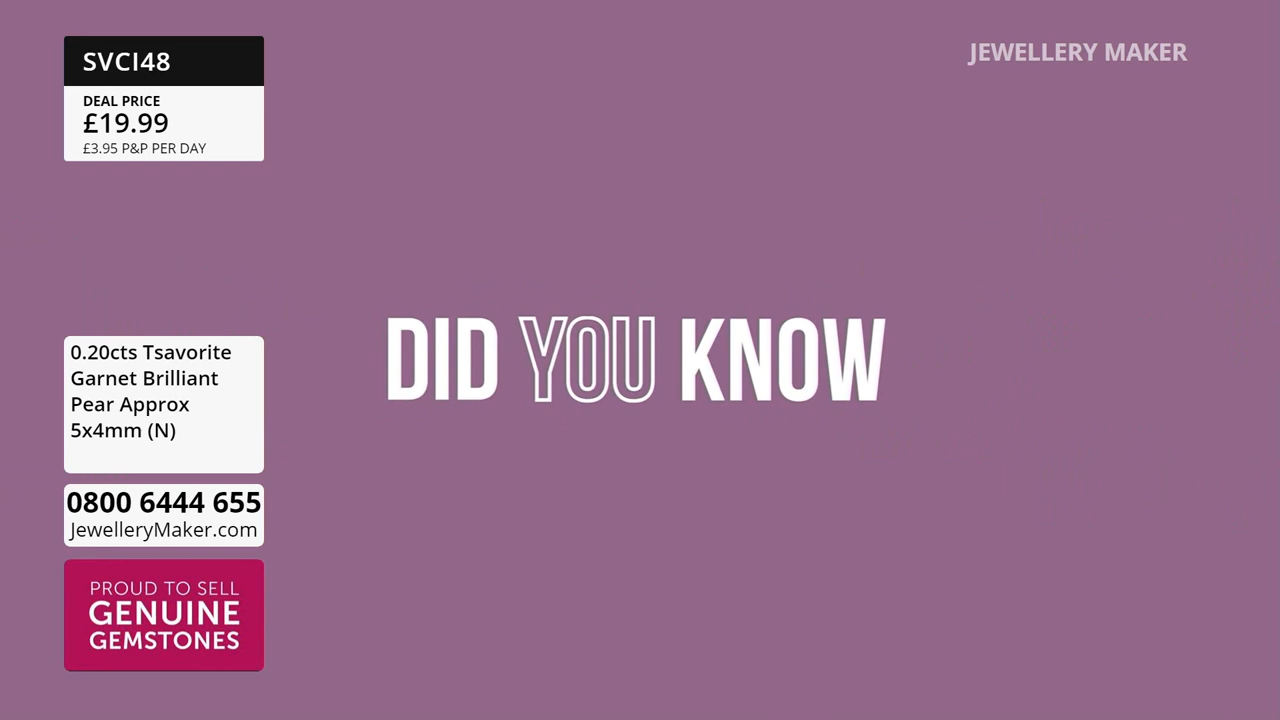 SVCI48
DEAL PRICE
£19.99
£3.95 P&P PER DAY
JEWELLERY MAKER
DID YOU KNOW
0.20cts Tsavorite
Garnet Brilliant
Pear Approx
5x4mm (N)
0800 6444 655
JewelleryMaker.com
PROUD TO SELL
GENUINE
GEMSTONES